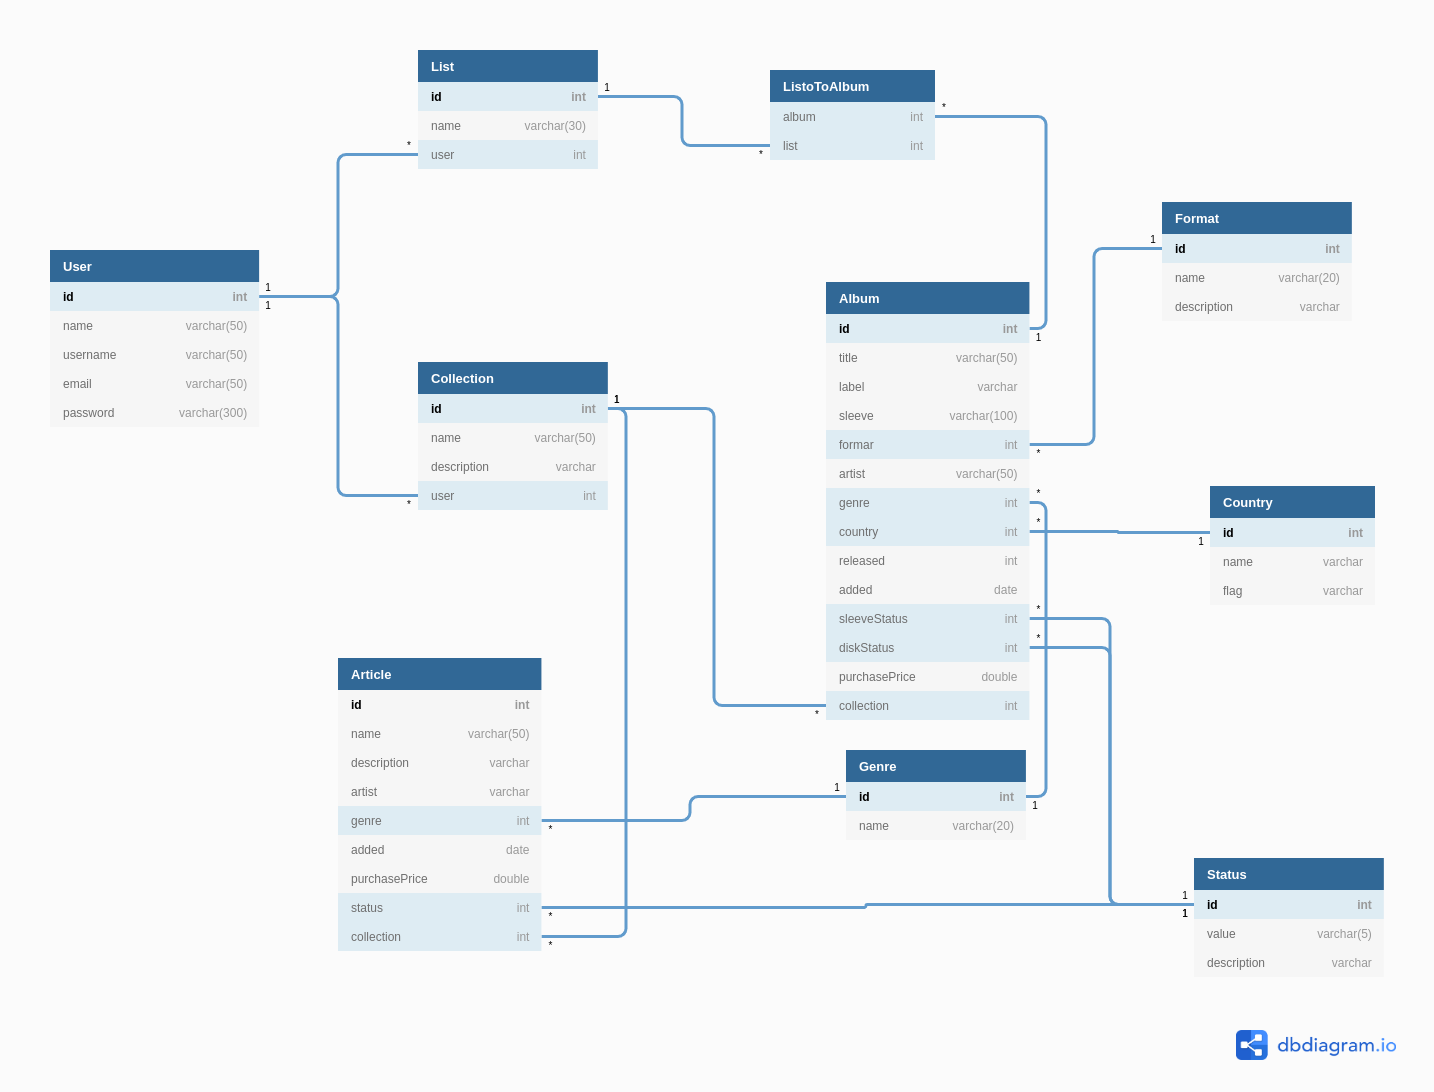 List
id int
name varchar(30)
user int
1
*
*
ListoToAlbum
album int
list int
*
1
Format
id int
name varchar(20)
description varchar
1
*
User
id int
name varchar(50)
username varchar(50)
email varchar(50)
password varchar(300)
1
1
Collection
id int
name varchar(50)
description varchar
user int
1
*
Album
id int
title varchar(50)
label varchar
sleeve varchar(100)
formar int
artist varchar(50)
genre int
country int
released int
added date
sleeveStatus int
diskStatus int
purchasePrice double
collection int
*
*
*
*
*
Country
id int
name varchar
flag varchar
1
Article
id int
name varchar(50)
description varchar
artist varchar
genre int
added date
purchasePrice double
status int
collection int
*
*
*
Genre
id int
name varchar(20)
1
1
Status
id int
value varchar(5)
description varchar
1
1
dbdiagram.io